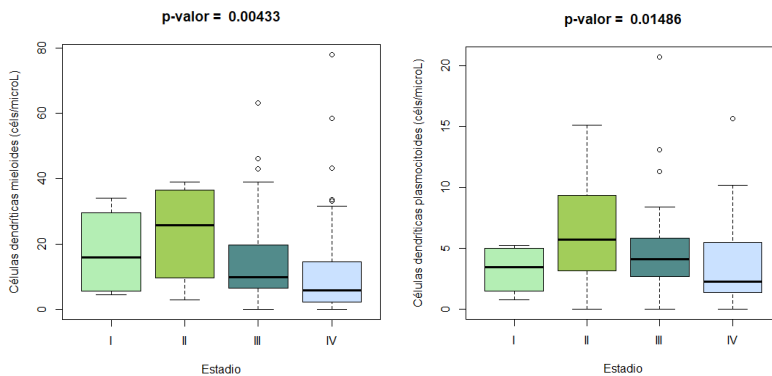 p-valor = 0.00433
Células dendríticas mieloides (céls/microL)
80
60
40
20
0
I II III IV
Estadio
p-valor = 0.01486
Células dendríticas plasmocitoides (céls/microL)
20
15
10
5
0
I II III IV
Estadio